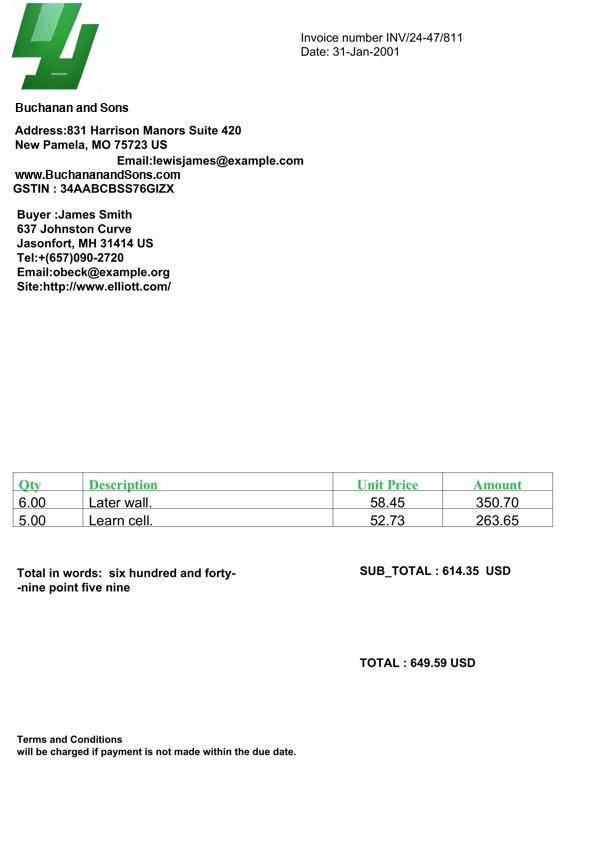 Invoice number INV/24-47/811
Date: 31-Jan-2001
Buchanan and Sons
Address:831 Harrison Manors Suite 420
New Pamela, MO 75723 US
Email:lewisjames@example.com
www.BuchananandSons.com
GSTIN : 34AABCBSS76GIZX
Buyer :James Smith
637 Johnston Curve
Jasonfort, MH 31414 US
Tel:+(657)090-2720
Email:obeck@example.org
Site:http://www.elliott.com/
Qty Description Unit Price Amount
6.00 Later wall. 58.45 350.70
5.00 Learn cell. 52.73 263.65
Total in words:  six hundred and forty-
-nine point five nine
SUB_TOTAL : 614.35  USD
TOTAL : 649.59 USD
Terms and Conditions
will be charged if payment is not made within the due date.